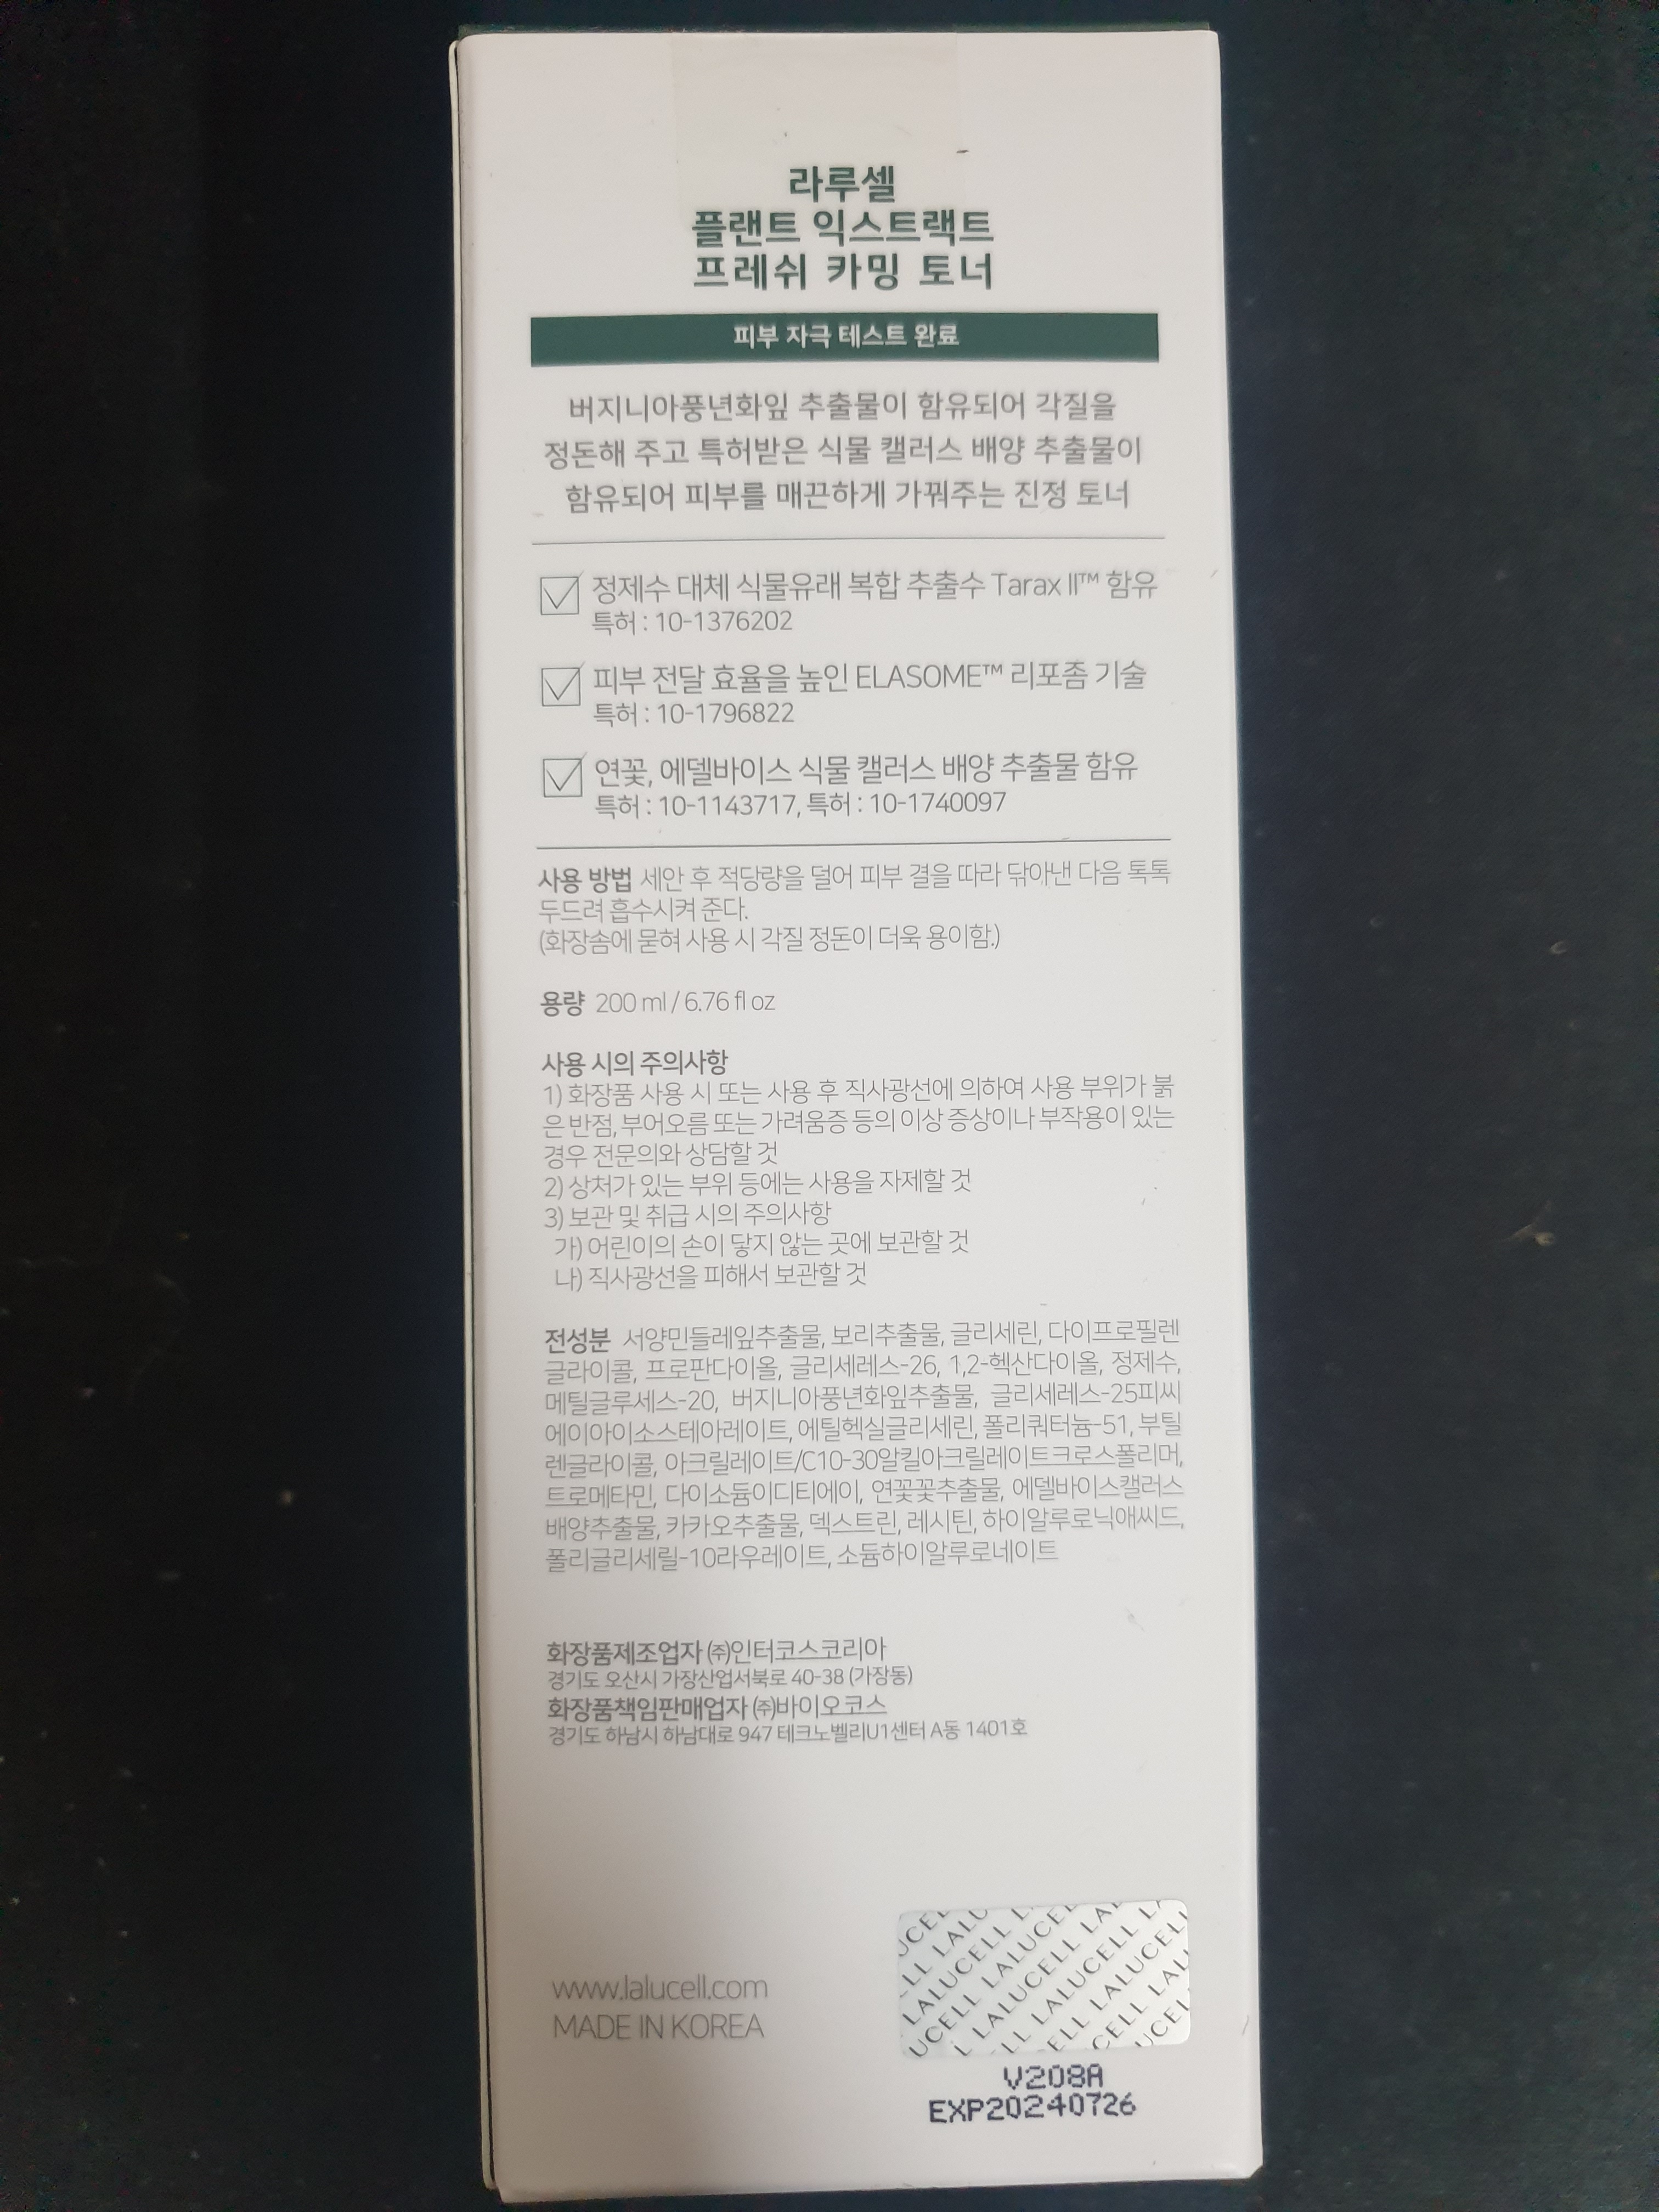 라루셀
플랜트 익스트랙트
프레쉬 카밍 토너
피부 자극 테스트 완료
버지니아풍년화잎 추출물이 함유되어 각질을
정돈해 주고 특허받은 식물 캘러스 배양 추출물이
함유되어 피부를 매끈하게 가꿔주는 진정 토너
정제수 대체 식물유래 복합 추출수 Tarax II™ 함유
특허 : 10-1376202
피부 전달 효율을 높인 ELASOME™ 리포좀 기술
특허 : 10-1796822
연꽃, 에델바이스 식물 캘러스 배양 추출물 함유
특허 : 10-1143717, 특허 : 10-1740097
사용 방법 세안 후 적당량을 덜어 피부 결을 따라 닦아낸 다음 톡톡
두드려 흡수시켜 준다.
(화장솜에 묻혀 사용 시 각질 정돈이 더욱 용이함.)
용량 200 ml / 6.76 fl oz
사용 시의 주의사항
1) 화장품 사용 시 또는 사용 후 직사광선에 의하여 사용 부위가 붉
은 반점, 부어오름 또는 가려움증 등의 이상 증상이나 부작용이 있는
경우 전문의와 상담할 것
2) 상처가 있는 부위 등에는 사용을 자제할 것
3) 보관 및 취급 시의 주의사항
가) 어린이의 손이 닿지 않는 곳에 보관할 것
나) 직사광선을 피해서 보관할 것
전성분 서양민들레잎추출물, 보리추출물, 글리세린, 다이프로필렌
글라이콜, 프로판다이올, 글리세레스-26, 1,2-헥산다이올, 정제수,
메틸글루세스-20, 버지니아풍년화잎추출물, 글리세레스-25피씨
에이아이소스테아레이트, 에틸헥실글리세린, 폴리쿼터늄-51, 부틸
렌글라이콜, 아크릴레이트/C10-30알킬아크릴레이트크로스폴리머,
트로메타민, 다이소듐이디티에이, 연꽃꽃추출물, 에델바이스캘러스
배양추출물, 카카오추출물, 덱스트린, 레시틴, 하이알루로닉애씨드,
폴리글리세릴-10라우레이트, 소듐하이알루로네이트
화장품제조업자 ㈜인터코스코리아
경기도 오산시 가장산업서북로 40-38 (가장동)
화장품책임판매업자 ㈜바이오코스
경기도 하남시 하남대로 947 테크노벨리U1센터 A동 1401호
www.lalucell.com
MADE IN KOREA
LALUCELL
V208A
EXP20240726